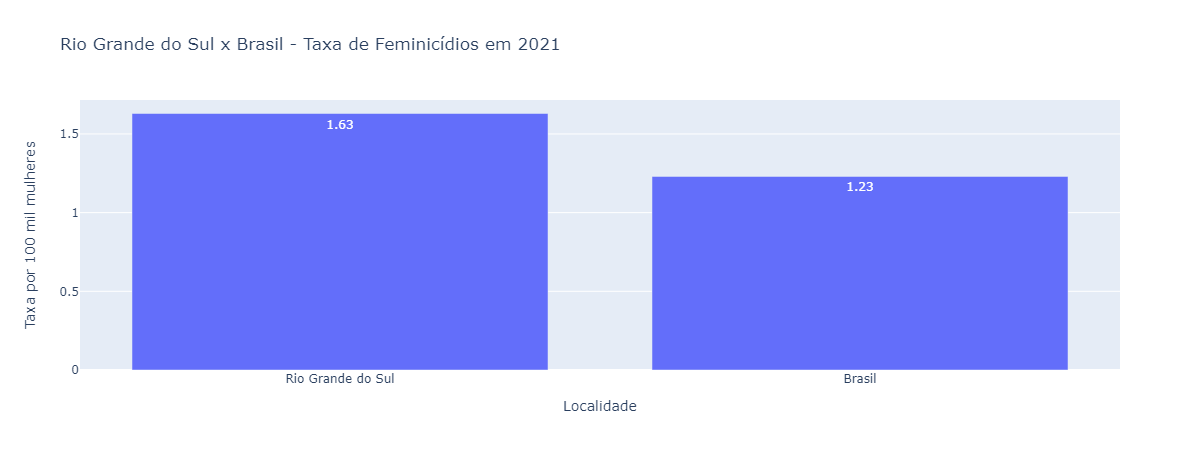 Rio Grande do Sul x Brasil - Taxa de Feminicídios em 2021
Taxa por 100 mil mulheres
1.5
1
0.5
0
1.63
1.23
Rio Grande do Sul
Brasil
Localidade